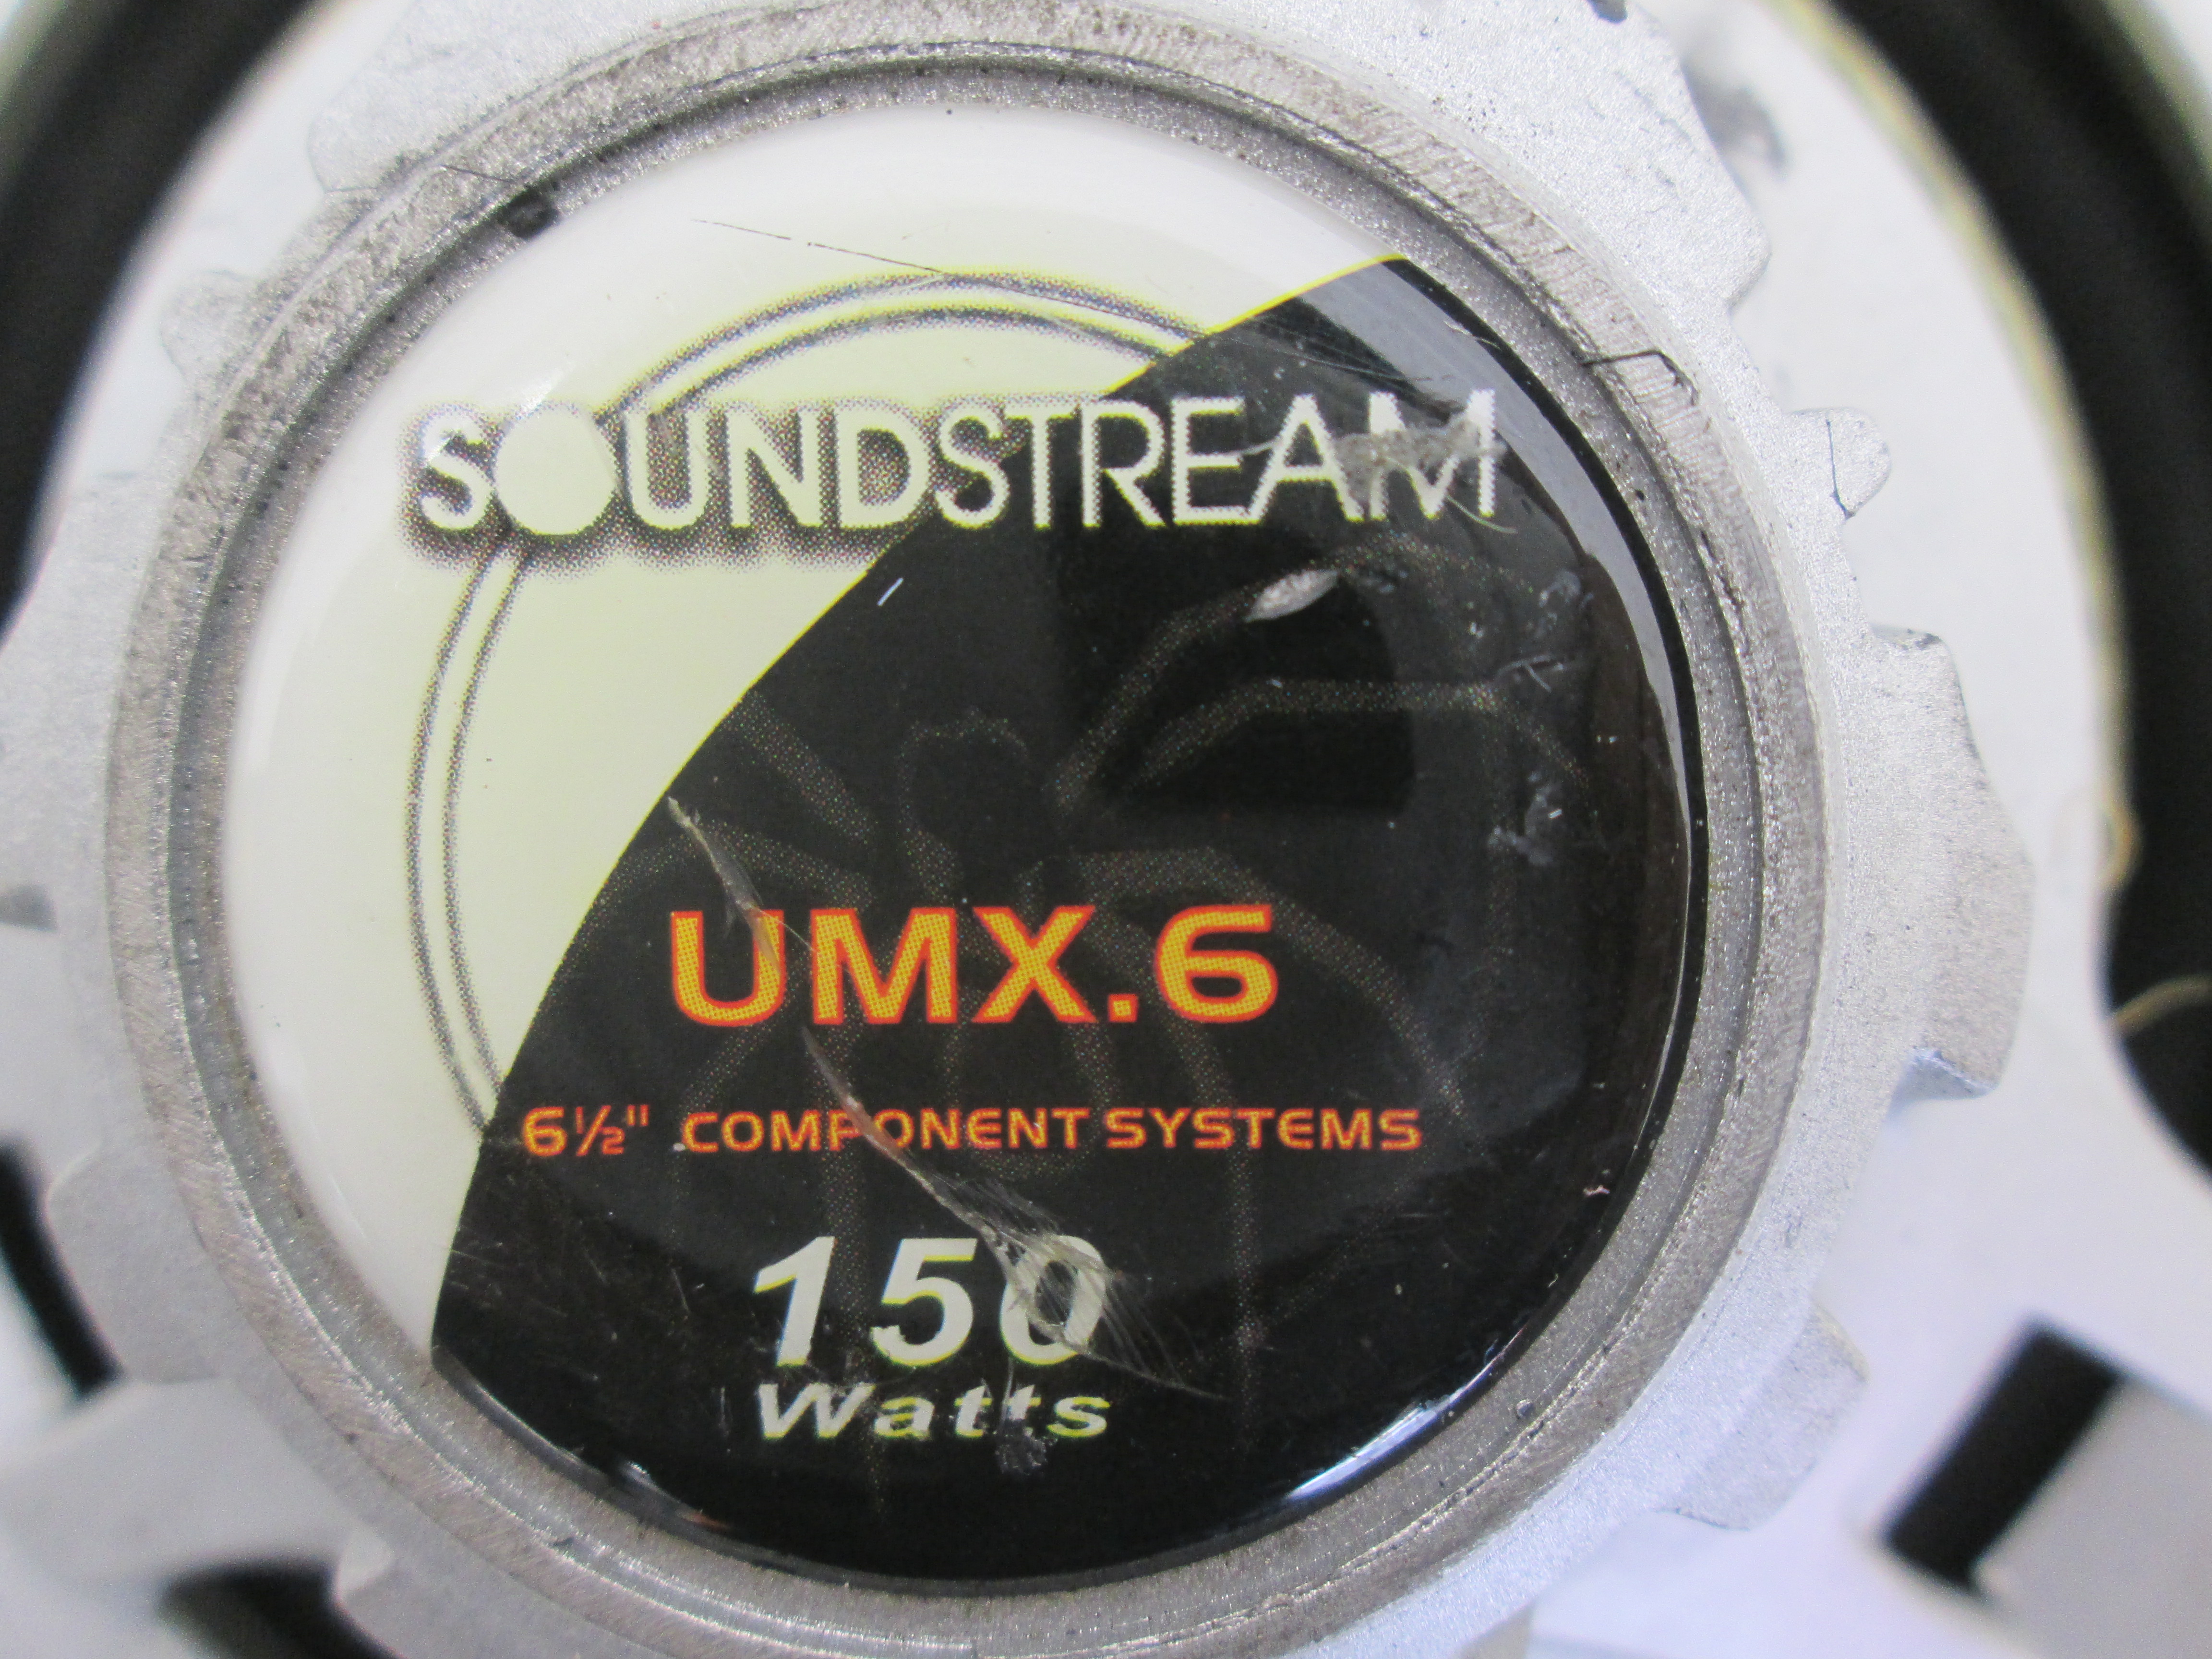 SOUNDSTREAM
UMX.6
6½" COMPONENT SYSTEMS
150
Watts